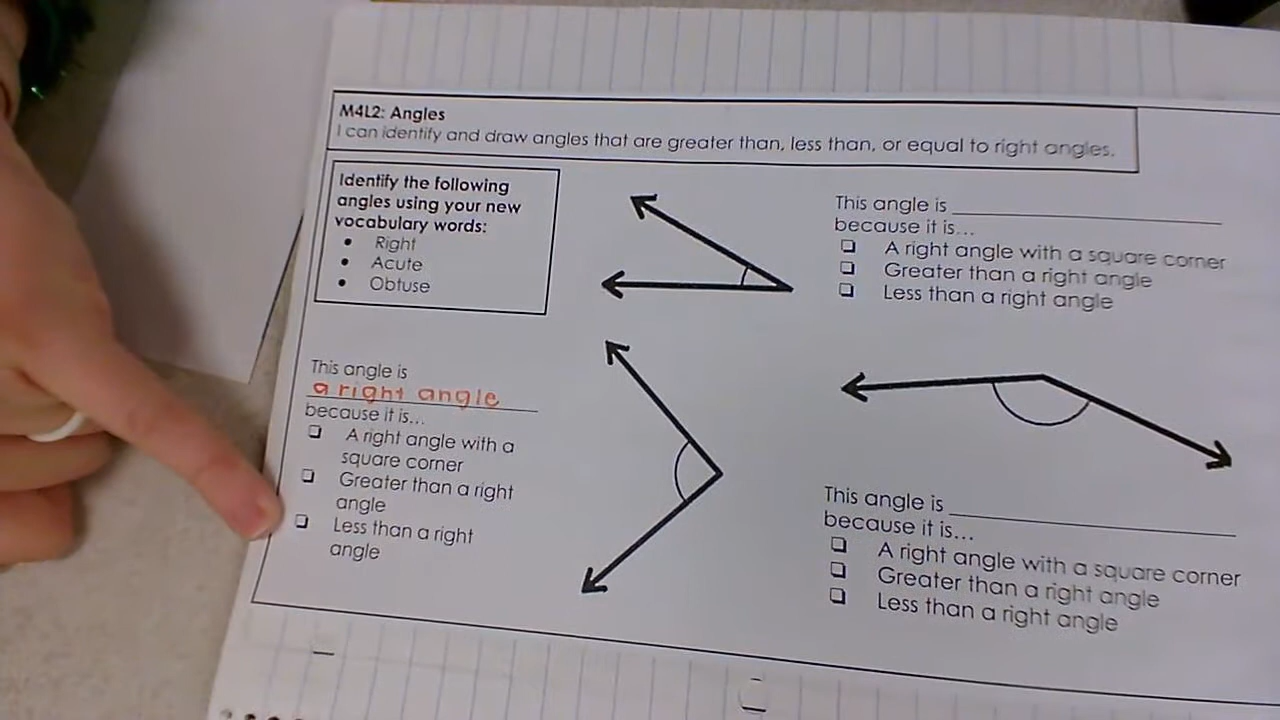 M4L2: Angles
I can identify and draw angles that are greater than, less than, or equal to right angles.
Identify the following
angles using your new
vocabulary words:
• Right
• Acute
• Obtuse
This angle is
because it is...
❑ A right angle with a square corner
❑ Greater than a right angle
❑ Less than a right angle
This angle is
a right angle
because it is...
❑ A right angle with a
square corner
❑ Greater than a right
angle
❑ Less than a right
angle
This angle is
because it is...
❑ A right angle with a square corner
❑ Greater than a right angle
❑ Less than a right angle